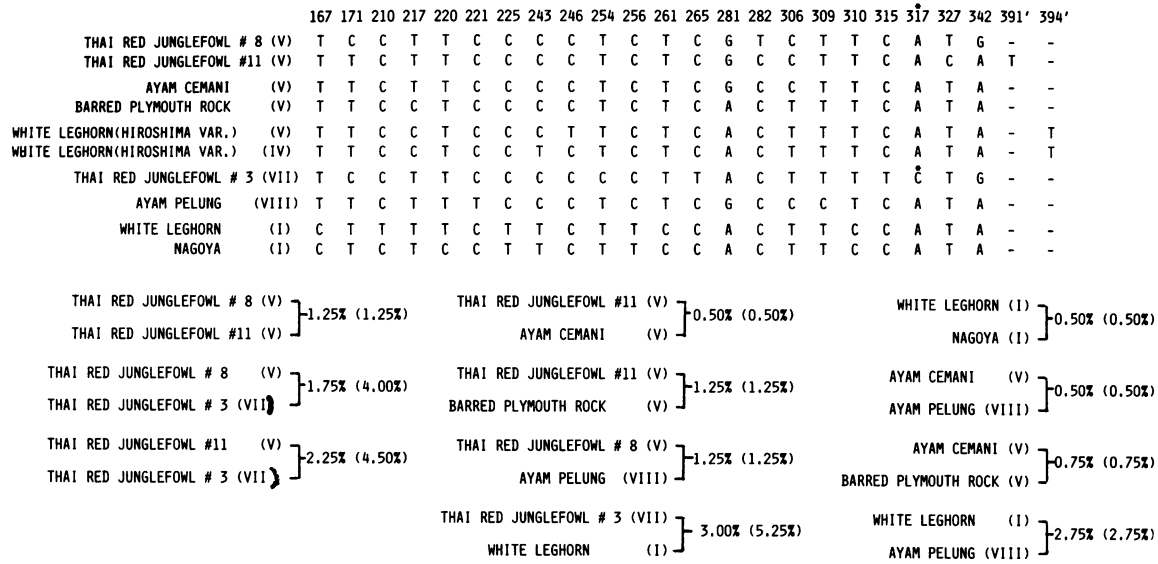 167 171 210 217 220 221 225 243 246 254 256 261 265 281 282 306 309 310 315 317 327 342 391' 394'
THAI RED JUNGLEFOWL # 8 (V) T C C T T C C C C T C T C G T C T T C A T G - -
THAI RED JUNGLEFOWL #11 (V) T T C T T C C C C T C T C G C C T T C A C A T -
AYAM CEMANI (V) T T C T T C C C C T C T C G C C T T C A T A - -
BARRED PLYMOUTH ROCK (V) T T C C T C C C C T C T C A C T T T C A T A - -
WHITE LEGHORN(HIROSHIMA VAR.) (V) T T C C T C C C T T C T C A C T T T C A T A - T
WHITE LEGHORN(HIROSHIMA VAR.) (IV) T T C C T C C T C T C T C A C T T T C A T A - T
THAI RED JUNGLEFOWL # 3 (VII) T C C T T C C C C C C T T A C T T T T C T G - -
AYAM PELUNG (VIII) T T C T T T C C C T C T C G C C C T C A T A - -
WHITE LEGHORN (I) C T T T T C T T C T T C C A C T T C C A T A - -
NAGOYA (I) C T C T C C T T C T T C C A C T T C C A T A - -
THAI RED JUNGLEFOWL # 8 (V)
THAI RED JUNGLEFOWL #11 (V)
1.25% (1.25%)
THAI RED JUNGLEFOWL # 8 (V)
THAI RED JUNGLEFOWL # 3 (VII)
1.75% (4.00%)
THAI RED JUNGLEFOWL #11 (V)
THAI RED JUNGLEFOWL # 3 (VII)
2.25% (4.50%)
THAI RED JUNGLEFOWL #11 (V)
AYAM CEMANI (V)
0.50% (0.50%)
THAI RED JUNGLEFOWL #11 (V)
BARRED PLYMOUTH ROCK (V)
1.25% (1.25%)
THAI RED JUNGLEFOWL # 8 (V)
AYAM PELUNG (VIII)
1.25% (1.25%)
THAI RED JUNGLEFOWL # 3 (VII)
WHITE LEGHORN (I)
3.00% (5.25%)
WHITE LEGHORN (I)
NAGOYA (I)
0.50% (0.50%)
AYAM CEMANI (V)
AYAM PELUNG (VIII)
0.50% (0.50%)
AYAM CEMANI (V)
BARRED PLYMOUTH ROCK (V)
0.75% (0.75%)
WHITE LEGHORN (I)
AYAM PELUNG (VIII)
2.75% (2.75%)